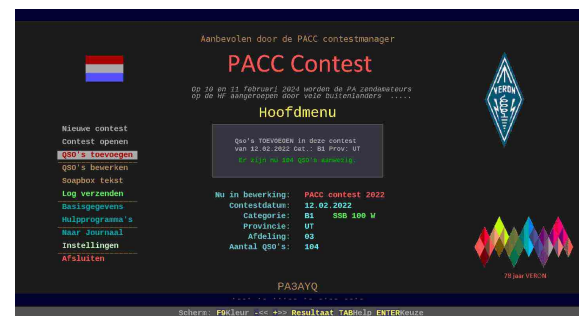 Aanbevolen door de PACC contestmanager
PACC Contest
Op 10 en 11 februari 2024 worden de PA zendamateurs
op de HF aangeroepen door vele buitenlanders .....
VERON
Hoofdmenu
Nieuwe contest
Contest openen
QSO's toevoegen
QSO's bewerken
Soapbox tekst
Log verzenden
Basisgegevens
Hulpprogramma's
Naar Journaal
Instellingen
Afsluiten
Qso's TOEVOEGEN in deze contest
van 12.02.2022 Cat.: B1 Prov: UT
Er zijn nu 104 QSO's aanwezig.
Nu in bewerking: PACC contest 2022
Contestdatum: 12.02.2022
Categorie: B1 SSB 100 W
Provincie: UT
Afdeling: 03
Aantal QSO's: 104
78 jaar VERON
PA3AYQ
Scherm: F9Kleur -<< +>> Resultaat TABHelp ENTERKeuze